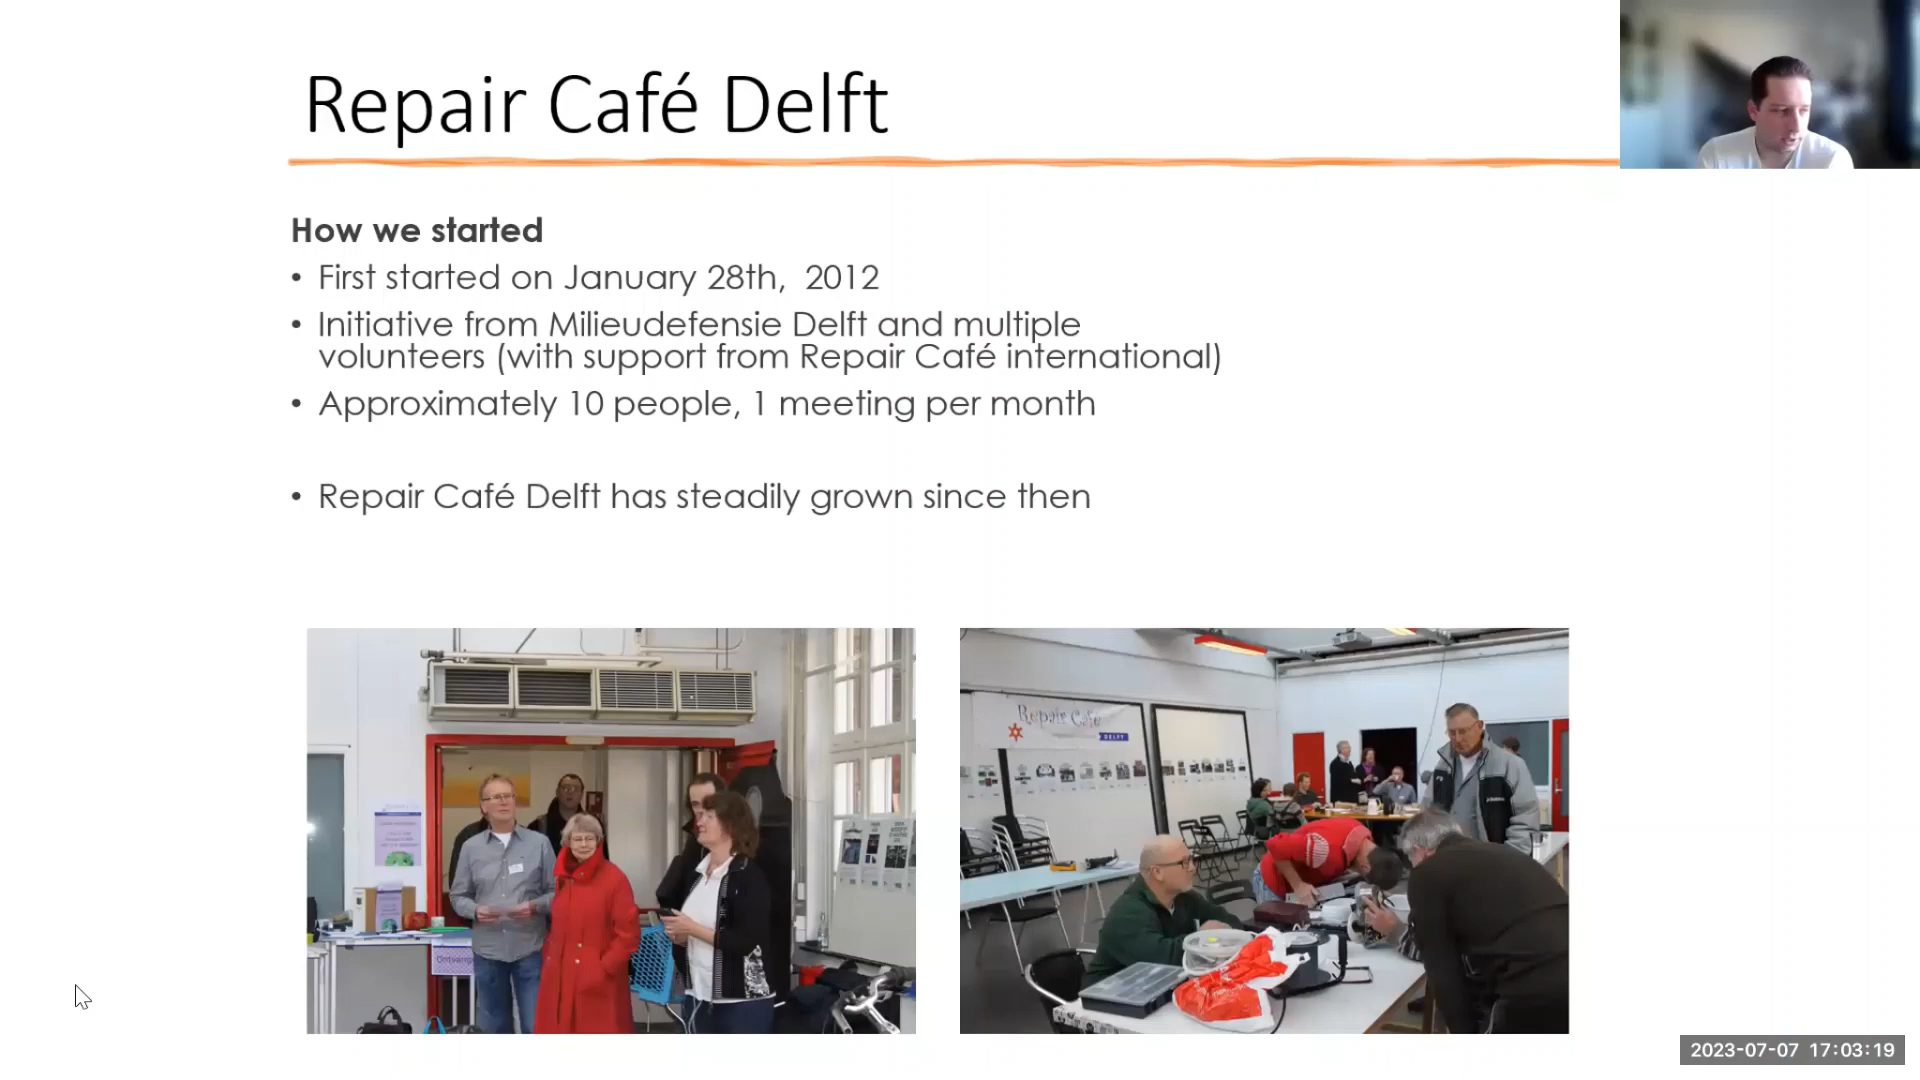 Repair Café Delft
How we started
• First started on January 28th, 2012
• Initiative from Milieudefensie Delft and multiple
volunteers (with support from Repair Café international)
• Approximately 10 people, 1 meeting per month
• Repair Café Delft has steadily grown since then
Repair Café
DELFT
2023-07-07 17:03:19